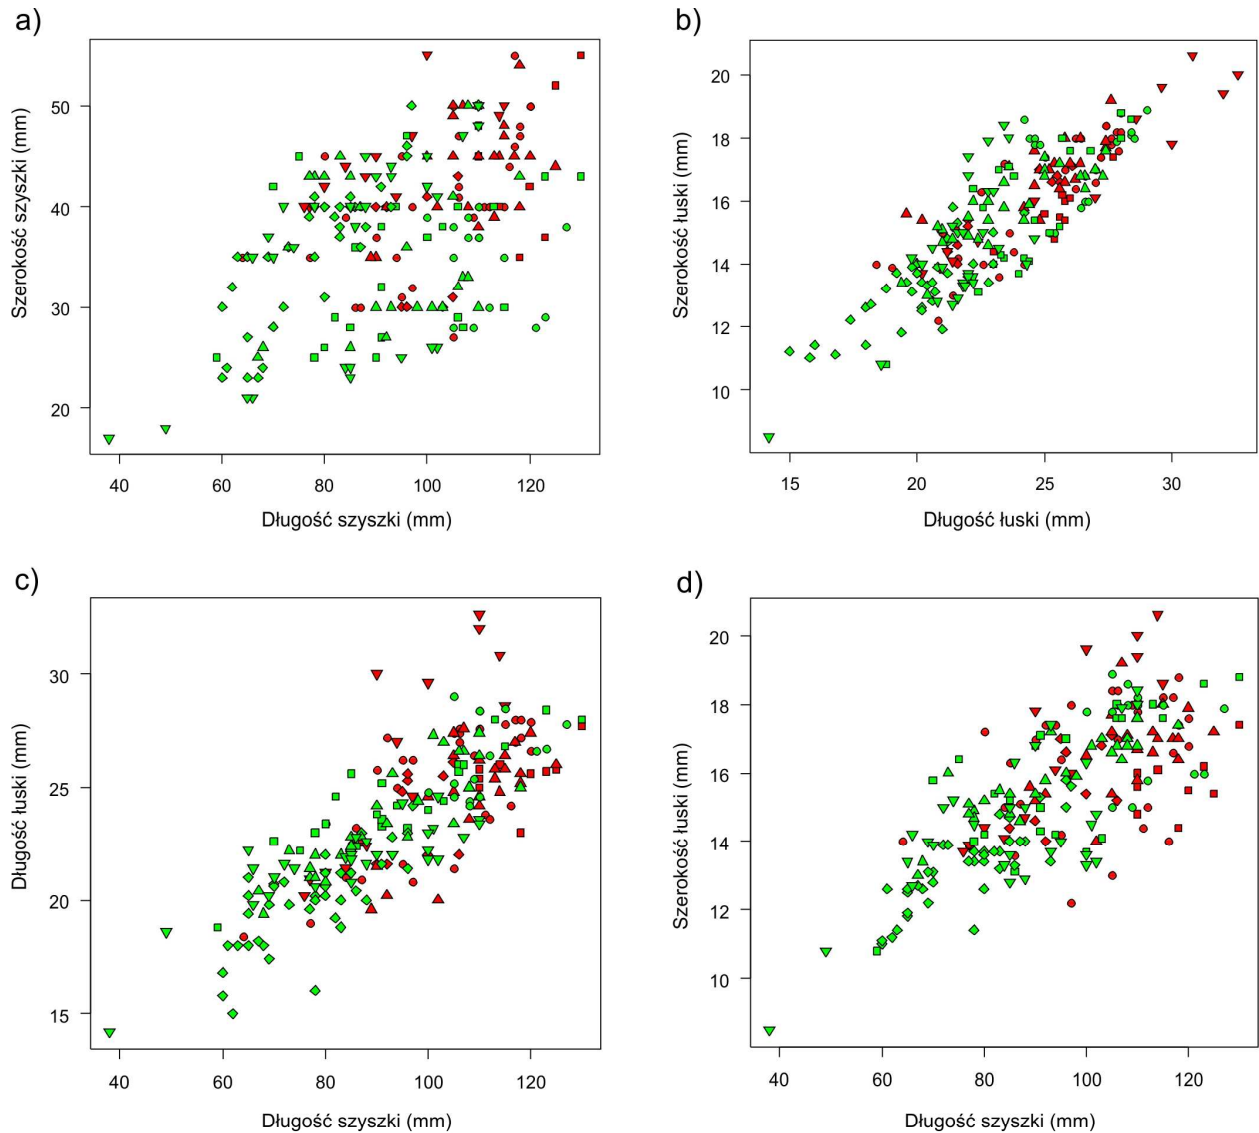 a)
Szerokość szyszki (mm)
50
40
30
20
40 60 80 100 120
Długość szyszki (mm)
b)
Szerokość łuski (mm)
20
18
16
14
12
10
15 20 25 30
Długość łuski (mm)
c)
Długość łuski (mm)
30
25
20
15
40 60 80 100 120
Długość szyszki (mm)
d)
Szerokość łuski (mm)
20
18
16
14
12
10
40 60 80 100 120
Długość szyszki (mm)